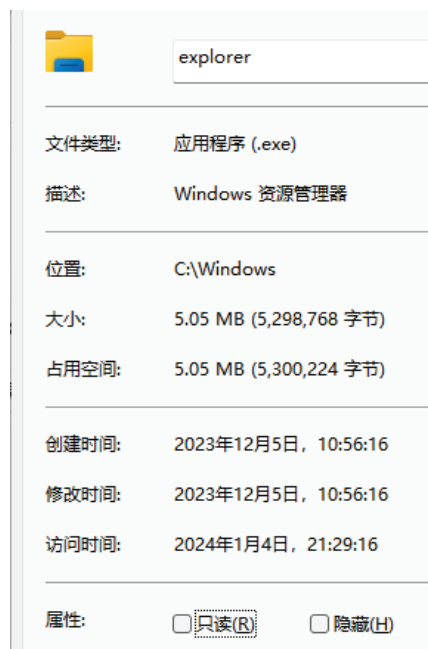 explorer
文件类型: 应用程序 (.exe)
描述: Windows 资源管理器
位置: C:\Windows
大小: 5.05 MB (5,298,768 字节)
占用空间: 5.05 MB (5,300,224 字节)
创建时间: 2023年12月5日，10:56:16
修改时间: 2023年12月5日，10:56:16
访问时间: 2024年1月4日，21:29:16
属性: 只读(R) 隐藏(H)